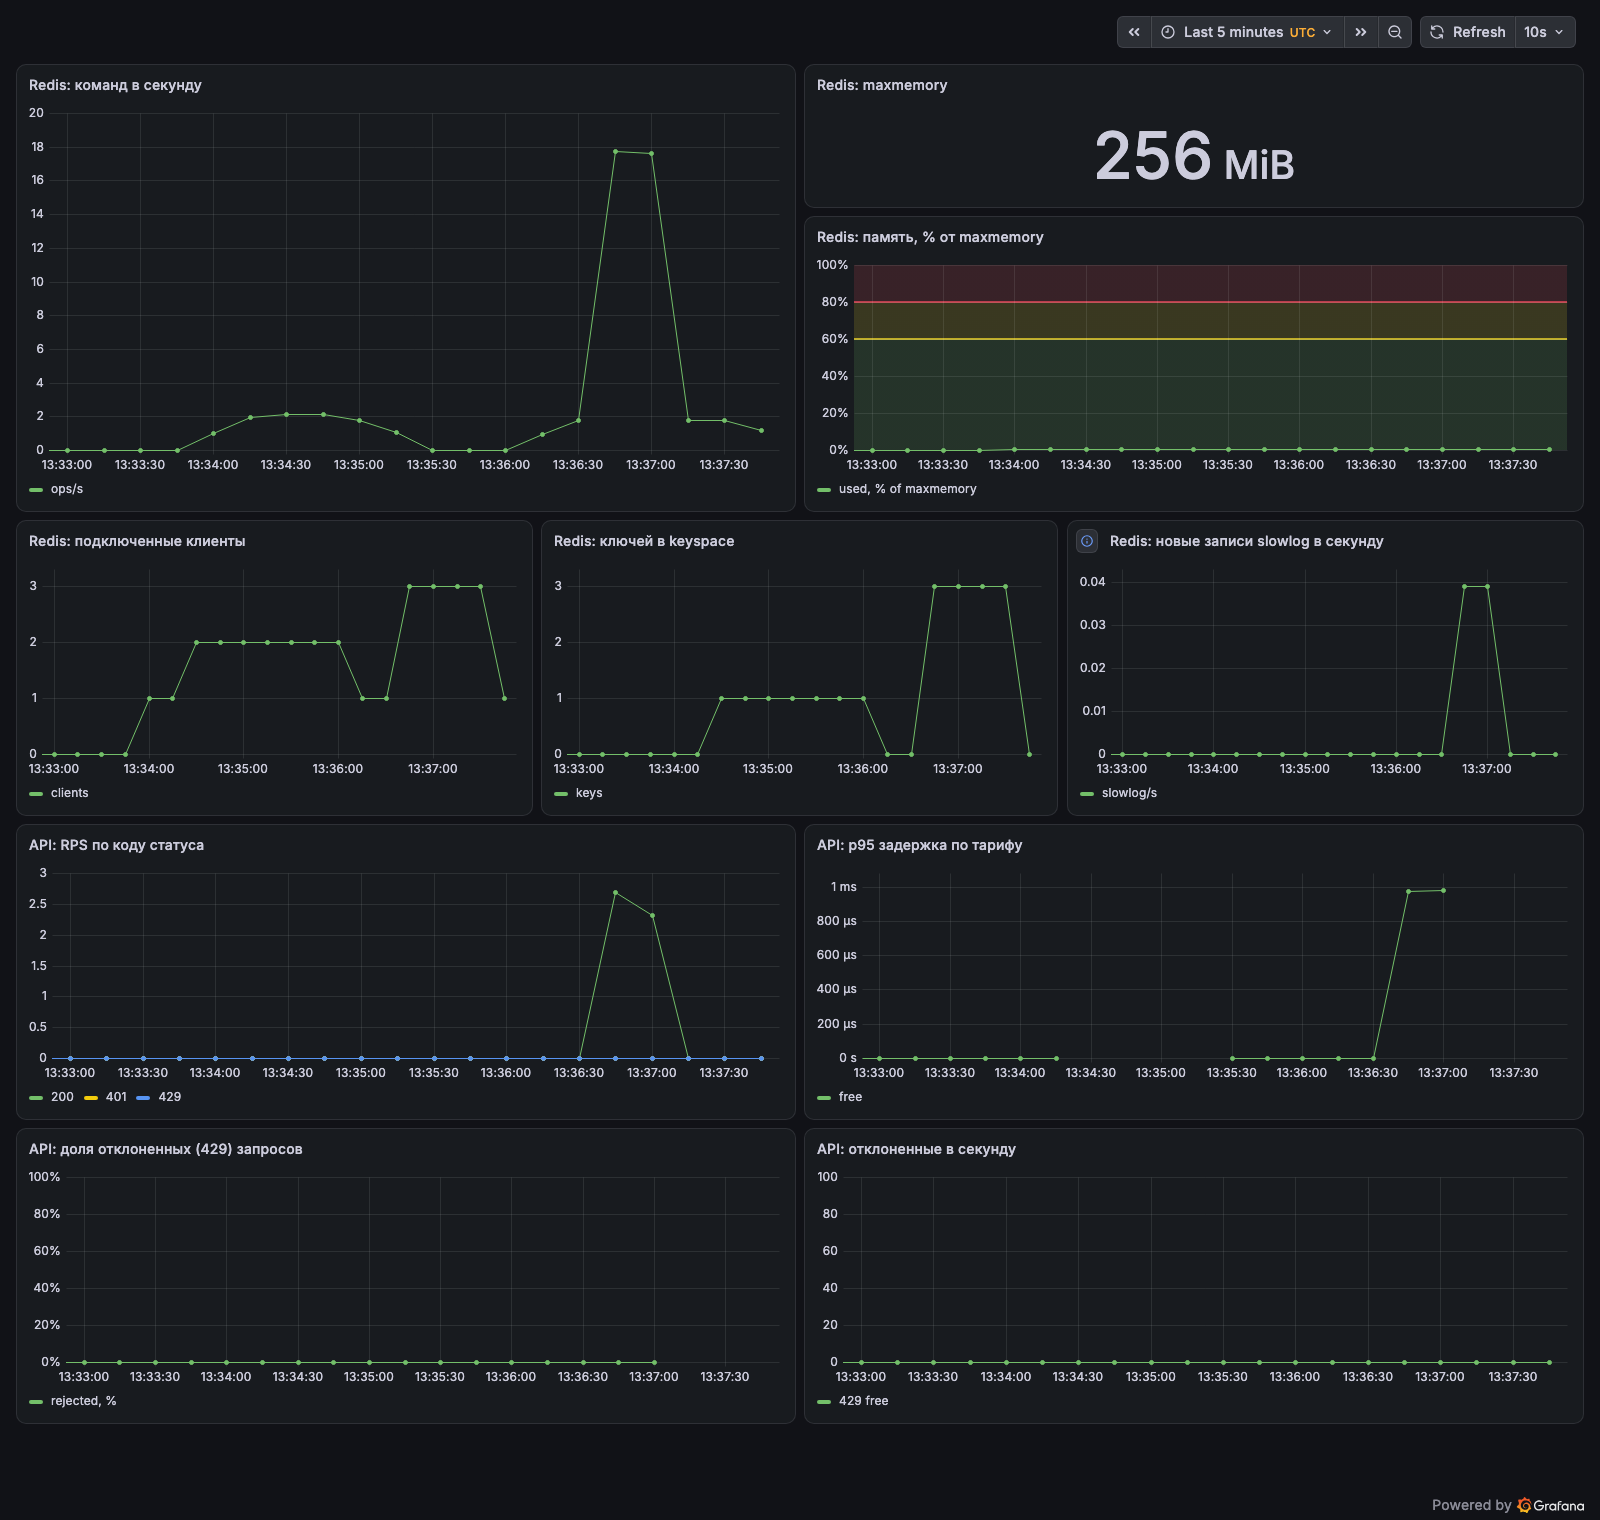 Last 5 minutes UTC
Refresh
10s
Redis: команд в секунду
20
18
16
14
12
10
8
6
4
2
0
13:33:00 13:33:30 13:34:00 13:34:30 13:35:00 13:35:30 13:36:00 13:36:30 13:37:00 13:37:30
ops/s
Redis: maxmemory
256 MiB
Redis: память, % от maxmemory
100%
80%
60%
40%
20%
0%
13:33:00 13:33:30 13:34:00 13:34:30 13:35:00 13:35:30 13:36:00 13:36:30 13:37:00 13:37:30
used, % of maxmemory
Redis: подключенные клиенты
3
2
1
0
13:33:00 13:34:00 13:35:00 13:36:00 13:37:00
clients
Redis: ключей в keyspace
3
2
1
0
13:33:00 13:34:00 13:35:00 13:36:00 13:37:00
keys
Redis: новые записи slowlog в секунду
0.04
0.03
0.02
0.01
0
13:33:00 13:34:00 13:35:00 13:36:00 13:37:00
slowlog/s
API: RPS по коду статуса
3
2.5
2
1.5
1
0.5
0
13:33:00 13:33:30 13:34:00 13:34:30 13:35:00 13:35:30 13:36:00 13:36:30 13:37:00 13:37:30
200 401 429
API: p95 задержка по тарифу
1 ms
800 µs
600 µs
400 µs
200 µs
0 s
13:33:00 13:33:30 13:34:00 13:34:30 13:35:00 13:35:30 13:36:00 13:36:30 13:37:00 13:37:30
free
API: доля отклоненных (429) запросов
100%
80%
60%
40%
20%
0%
13:33:00 13:33:30 13:34:00 13:34:30 13:35:00 13:35:30 13:36:00 13:36:30 13:37:00 13:37:30
rejected, %
API: отклоненные в секунду
100
80
60
40
20
0
13:33:00 13:33:30 13:34:00 13:34:30 13:35:00 13:35:30 13:36:00 13:36:30 13:37:00 13:37:30
429 free
Powered by Grafana